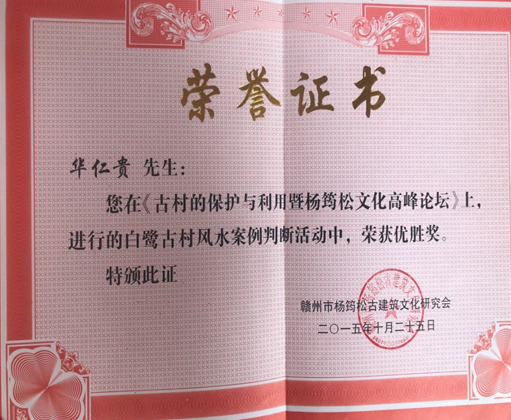 荣誉证书
华仁贵 先生：
您在《古村的保护与利用暨杨筠松文化高峰论坛》上，
进行的白鹭古村风水案例判断活动中，荣获优胜奖。
特颁此证
赣州市杨筠松古建筑文化研究会
二〇一五年十月二十五日